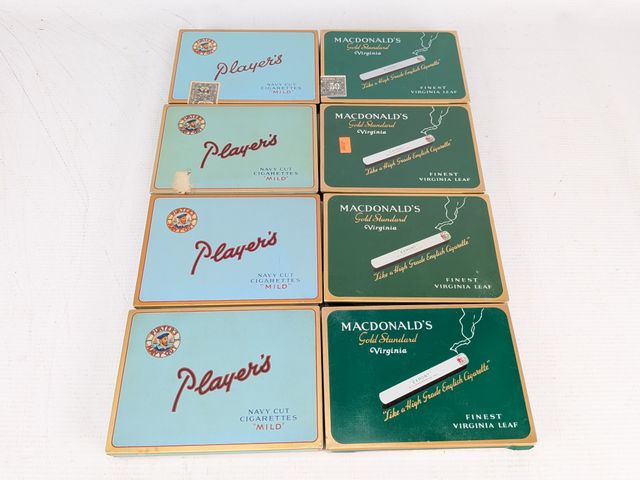 Player's
NAVY CUT
CIGARETTES
"MILD"
MACDONALD'S
Gold Standard
Virginia
"Like a High Grade English Cigarette"
FINEST
VIRGINIA LEAF
50
Player's
NAVY CUT
CIGARETTES
"MILD"
MACDONALD'S
Gold Standard
Virginia
"Like a High Grade English Cigarette"
FINEST
VIRGINIA LEAF
Player's
NAVY CUT
CIGARETTES
"MILD"
MACDONALD'S
Gold Standard
Virginia
"Like a High Grade English Cigarette"
FINEST
VIRGINIA LEAF
PLAYER'S
NAVY CUT
Player's
NAVY CUT
CIGARETTES
"MILD"
MACDONALD'S
Gold Standard
Virginia
"Like a High Grade English Cigarette"
FINEST
VIRGINIA LEAF